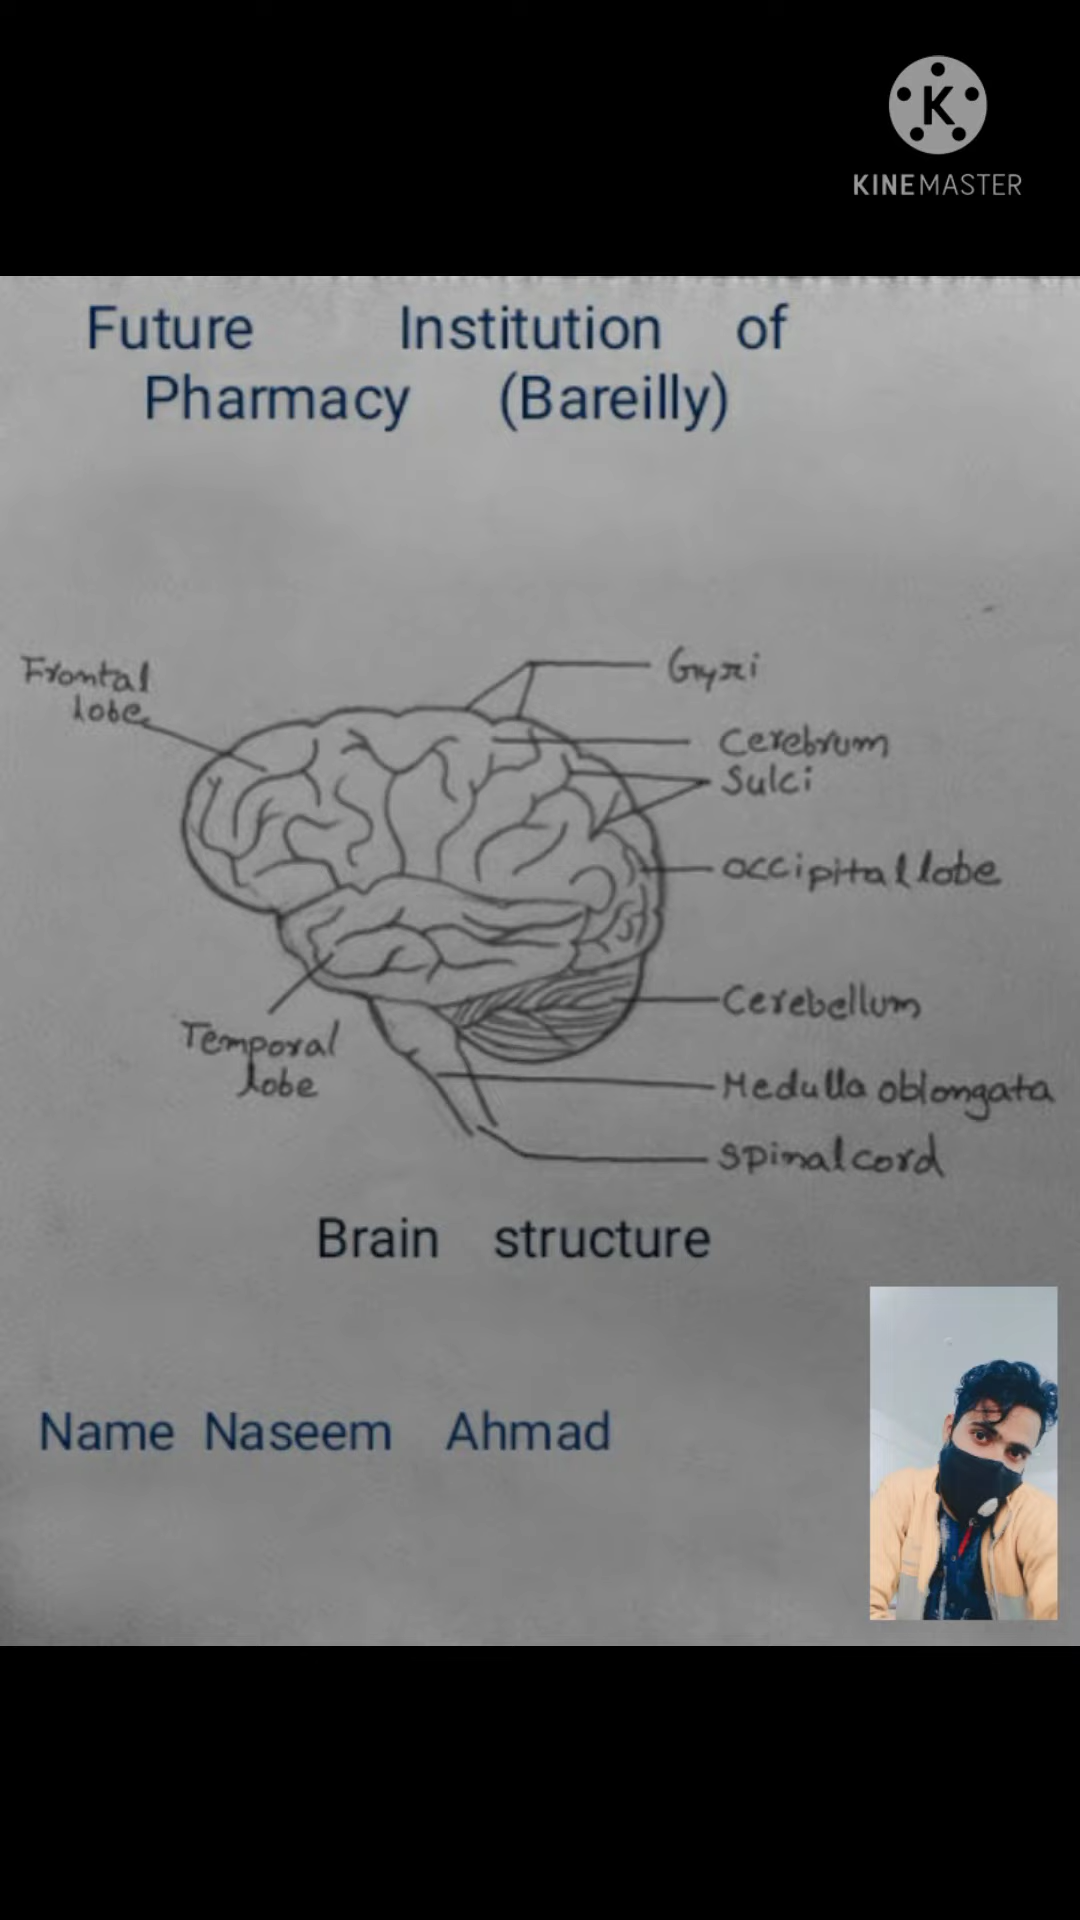 K
KINEMASTER
Future Institution of
Pharmacy (Bareilly)
Frontal
lobe
Gyri
Cerebrum
Sulci
occipital lobe
Cerebellum
Temporal
lobe
Medulla oblongata
spinal cord
Brain structure
Name Naseem Ahmad